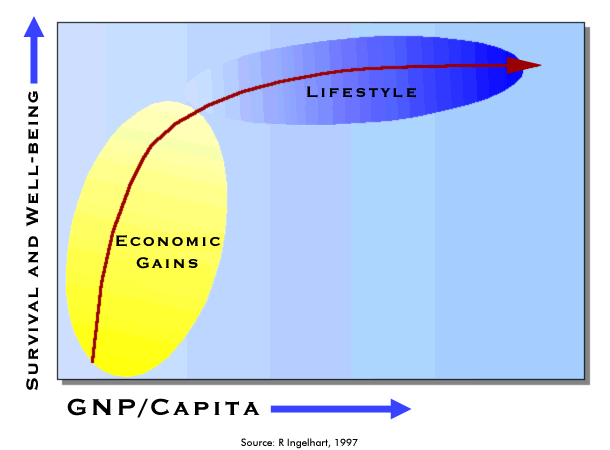 Survival and Well-being
Lifestyle
Economic
Gains
GNP/Capita
Source: R Ingelhart, 1997